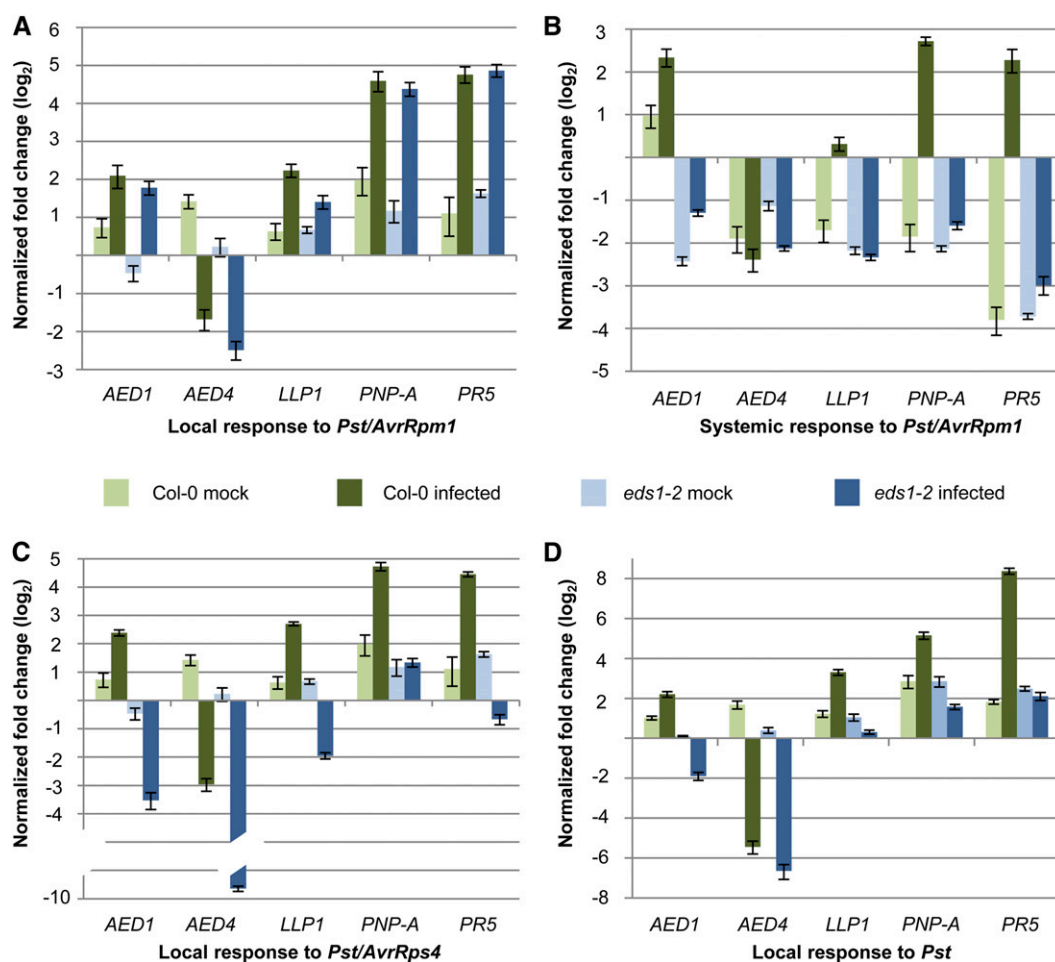 A
Normalized fold change (log2)
6
5
4
3
2
1
-1
-2
-3
AED1 AED4 LLP1 PNP-A PR5
Local response to Pst/AvrRpm1
B
Normalized fold change (log2)
3
2
1
-1
-2
-3
-4
-5
AED1 AED4 LLP1 PNP-A PR5
Systemic response to Pst/AvrRpm1
Col-0 mock Col-0 infected eds1-2 mock eds1-2 infected
C
Normalized fold change (log2)
5
4
3
2
1
-1
-2
-3
-4
-10
AED1 AED4 LLP1 PNP-A PR5
Local response to Pst/AvrRps4
D
Normalized fold change (log2)
8
6
4
2
-2
-4
-6
-8
AED1 AED4 LLP1 PNP-A PR5
Local response to Pst